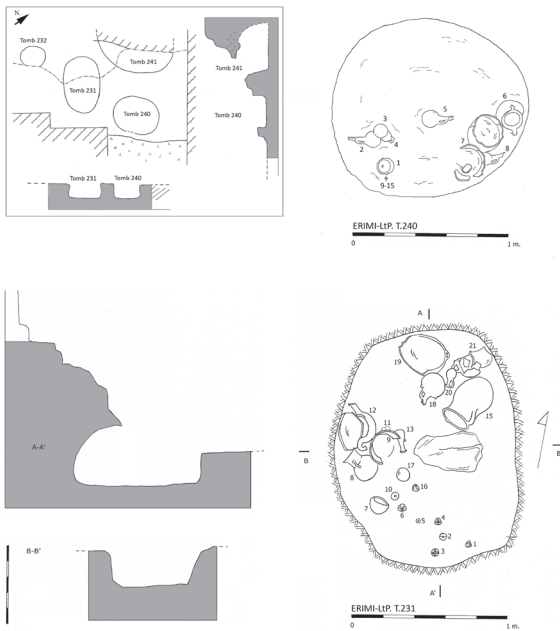 N.
Tomb 232
Tomb 241
Tomb 231
Tomb 240
Tomb 241
Tomb 240
Tomb 231 Tomb 240
5
6
3
7
2
4
8
1
9-15
ERIMI-LtP. T.240
0 1 m.
A
21
19
20
18
12
15
11
13
9
A-A'
B
B
8
17
16
10
7
6
5
4
2
1
3
B-B'
A'
ERIMI-LtP. T.231
0 1 m.